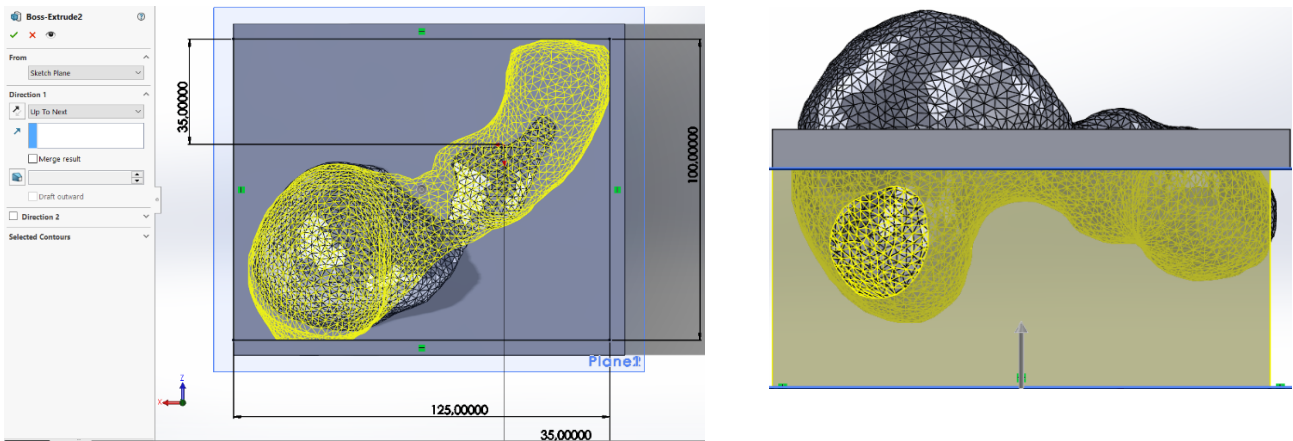 Boss-Extrude2
From
Sketch Plane
Direction 1
Up To Next
Merge result
Draft outward
Direction 2
Selected Contours
35,00000
100,00000
125,00000
35,00000
Z
X